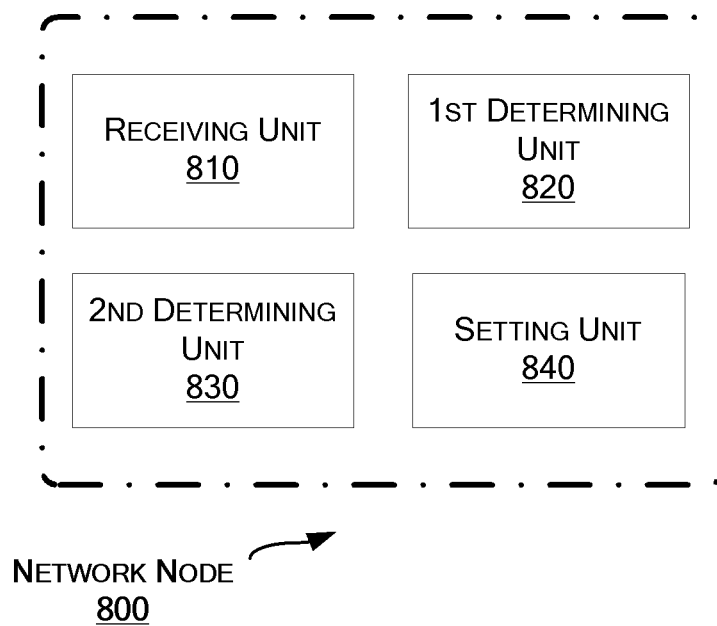 RECEIVING UNIT
810
1ST DETERMINING
UNIT
820
2ND DETERMINING
UNIT
830
SETTING UNIT
840
NETWORK NODE
800